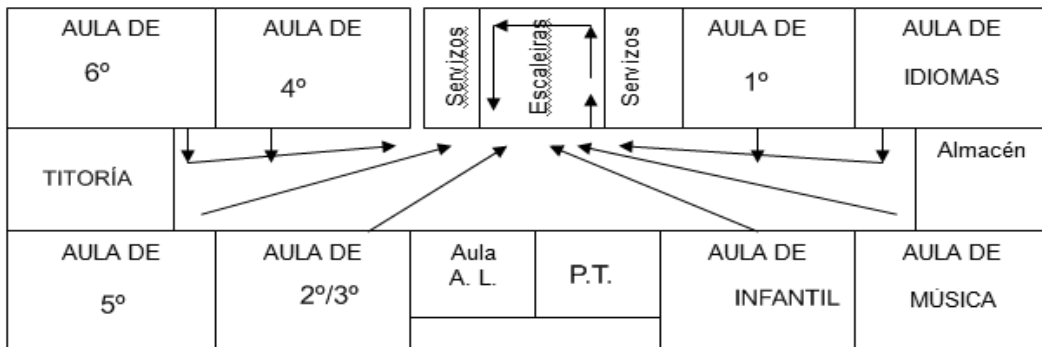 AULA DE
6º
AULA DE
4º
Servizos
Escaleiras
Servizos
AULA DE
1º
AULA DE
IDIOMAS
TITORÍA
Almacén
AULA DE
5º
AULA DE
2º/3º
Aula
A. L.
P.T.
AULA DE
INFANTIL
AULA DE
MÚSICA